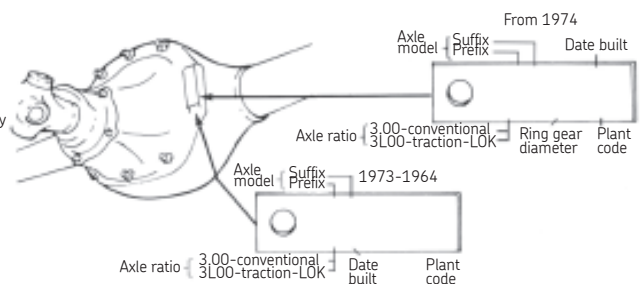 From 1974
Axle model { Suffix Prefix
Date built
y
Axle ratio { 3.00-conventional 3L00-traction-LOK
Ring gear diameter
Plant code
Axle model { Suffix Prefix
1973-1964
Axle ratio { 3.00-conventional 3L00-traction-LOK
Date built
Plant code